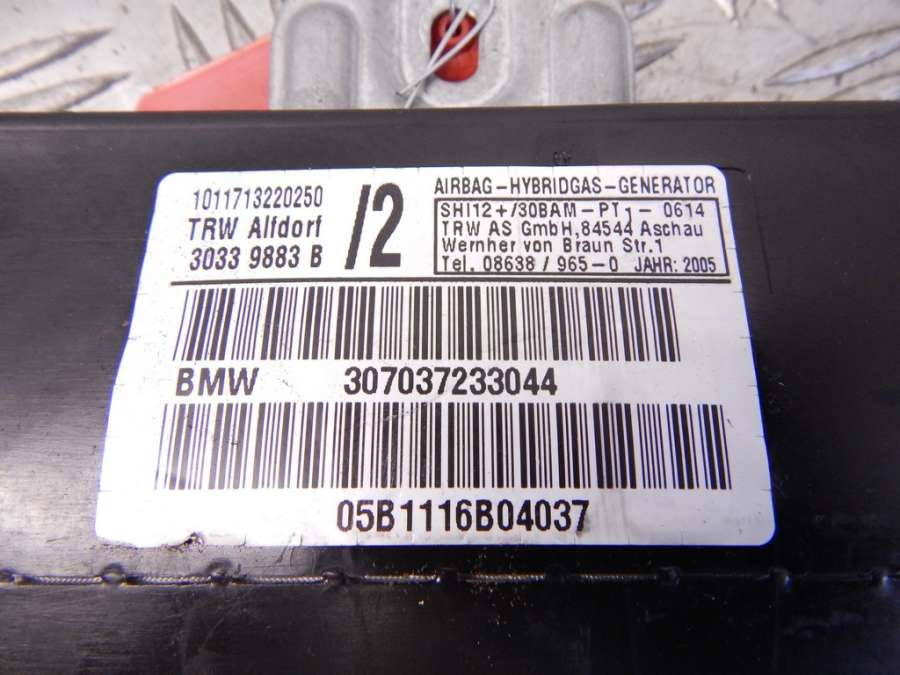 1011713220250
TRW Alfdorf
3033 9883 B
/2
AIRBAG-HYBRIDGAS-GENERATOR
SHI12+/30BAM-PT1-0614
TRW AS GmbH,84544 Aschau
Wernher von Braun Str.1
Tel. 08638/965-0 JAHR: 2005
BMW 307037233044
05B1116B04037